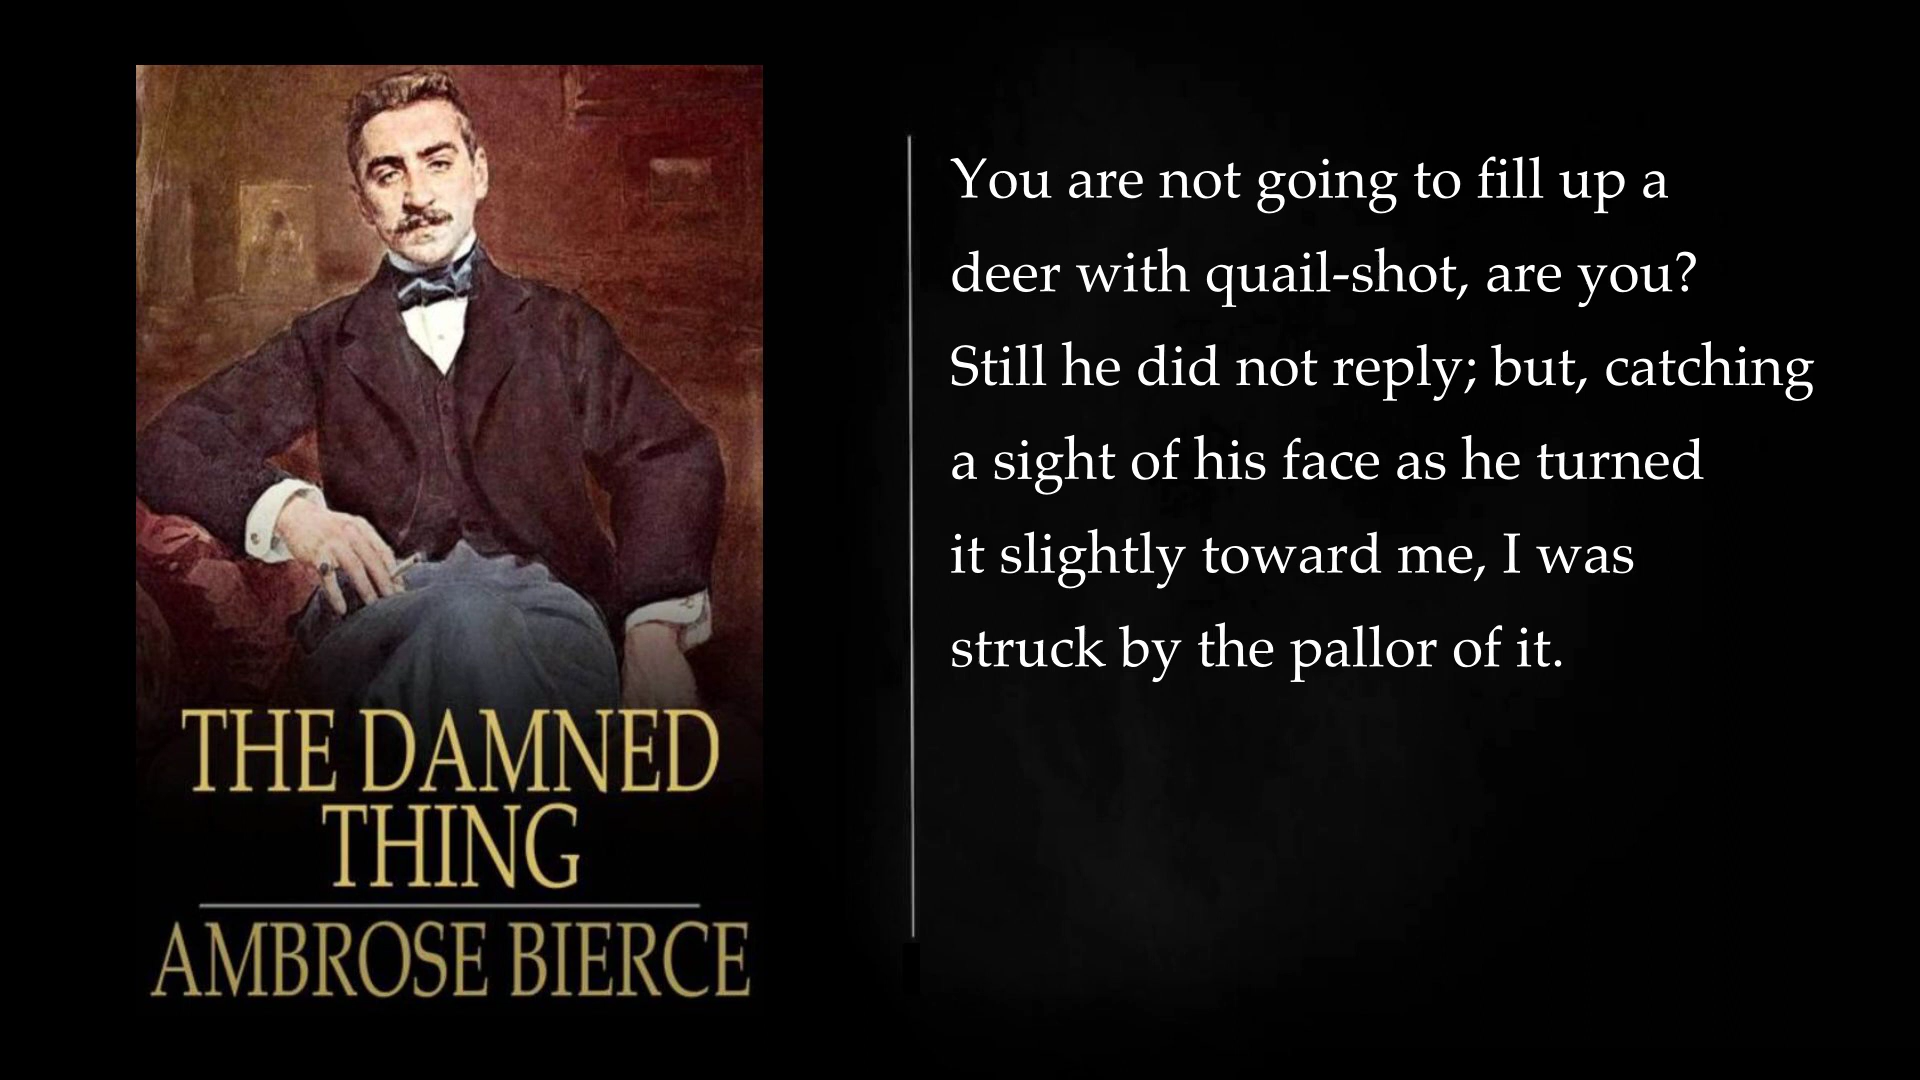 THE DAMNED
THING
AMBROSE BIERCE
You are not going to fill up a
deer with quail-shot, are you?
Still he did not reply; but, catching
a sight of his face as he turned
it slightly toward me, I was
struck by the pallor of it.